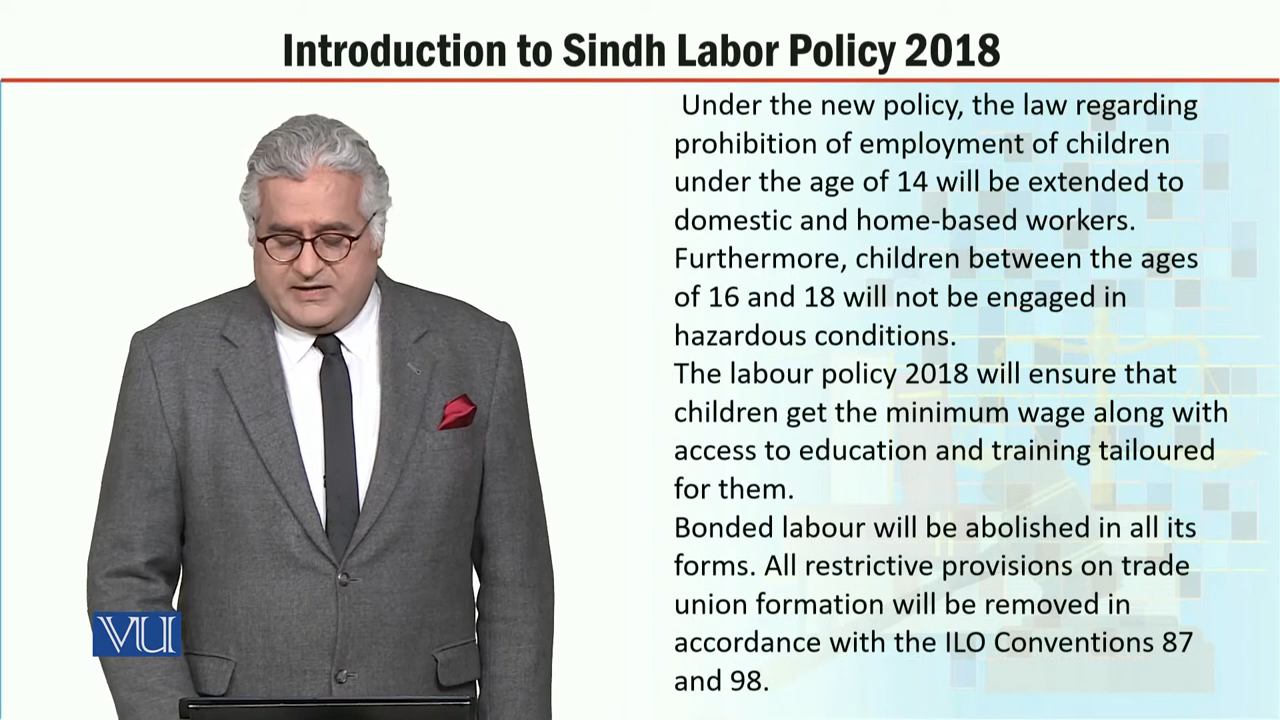 Introduction to Sindh Labor Policy 2018
Under the new policy, the law regarding
prohibition of employment of children
under the age of 14 will be extended to
domestic and home-based workers.
Furthermore, children between the ages
of 16 and 18 will not be engaged in
hazardous conditions.
The labour policy 2018 will ensure that
children get the minimum wage along with
access to education and training tailoured
for them.
Bonded labour will be abolished in all its
forms. All restrictive provisions on trade
union formation will be removed in
accordance with the ILO Conventions 87
and 98.
VU